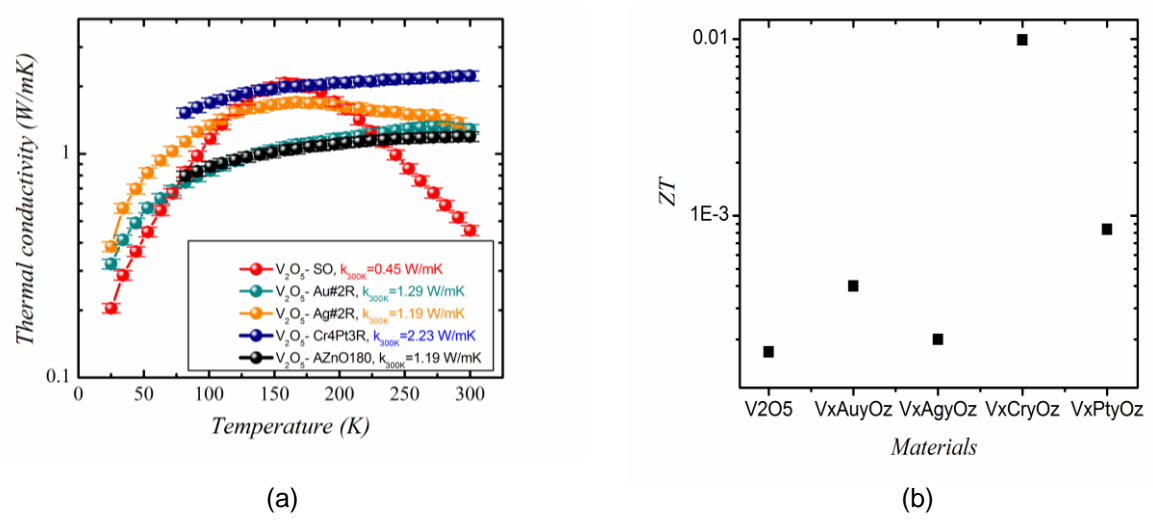 Thermal conductivity (W/mK)
1
0.1
V₂O₅- SO, k₃₀₀K=0.45 W/mK
V₂O₅- Au#2R, k₃₀₀K=1.29 W/mK
V₂O₅- Ag#2R, k₃₀₀K=1.19 W/mK
V₂O₅- Cr4Pt3R, k₃₀₀K=2.23 W/mK
V₂O₅- AZnO180, k₃₀₀K=1.19 W/mK
0 50 100 150 200 250 300
Temperature (K)
(a)
ZT
0.01
1E-3
V2O5 VxAuyOz VxAgyOz VxCryOz VxPtyOz
Materials
(b)